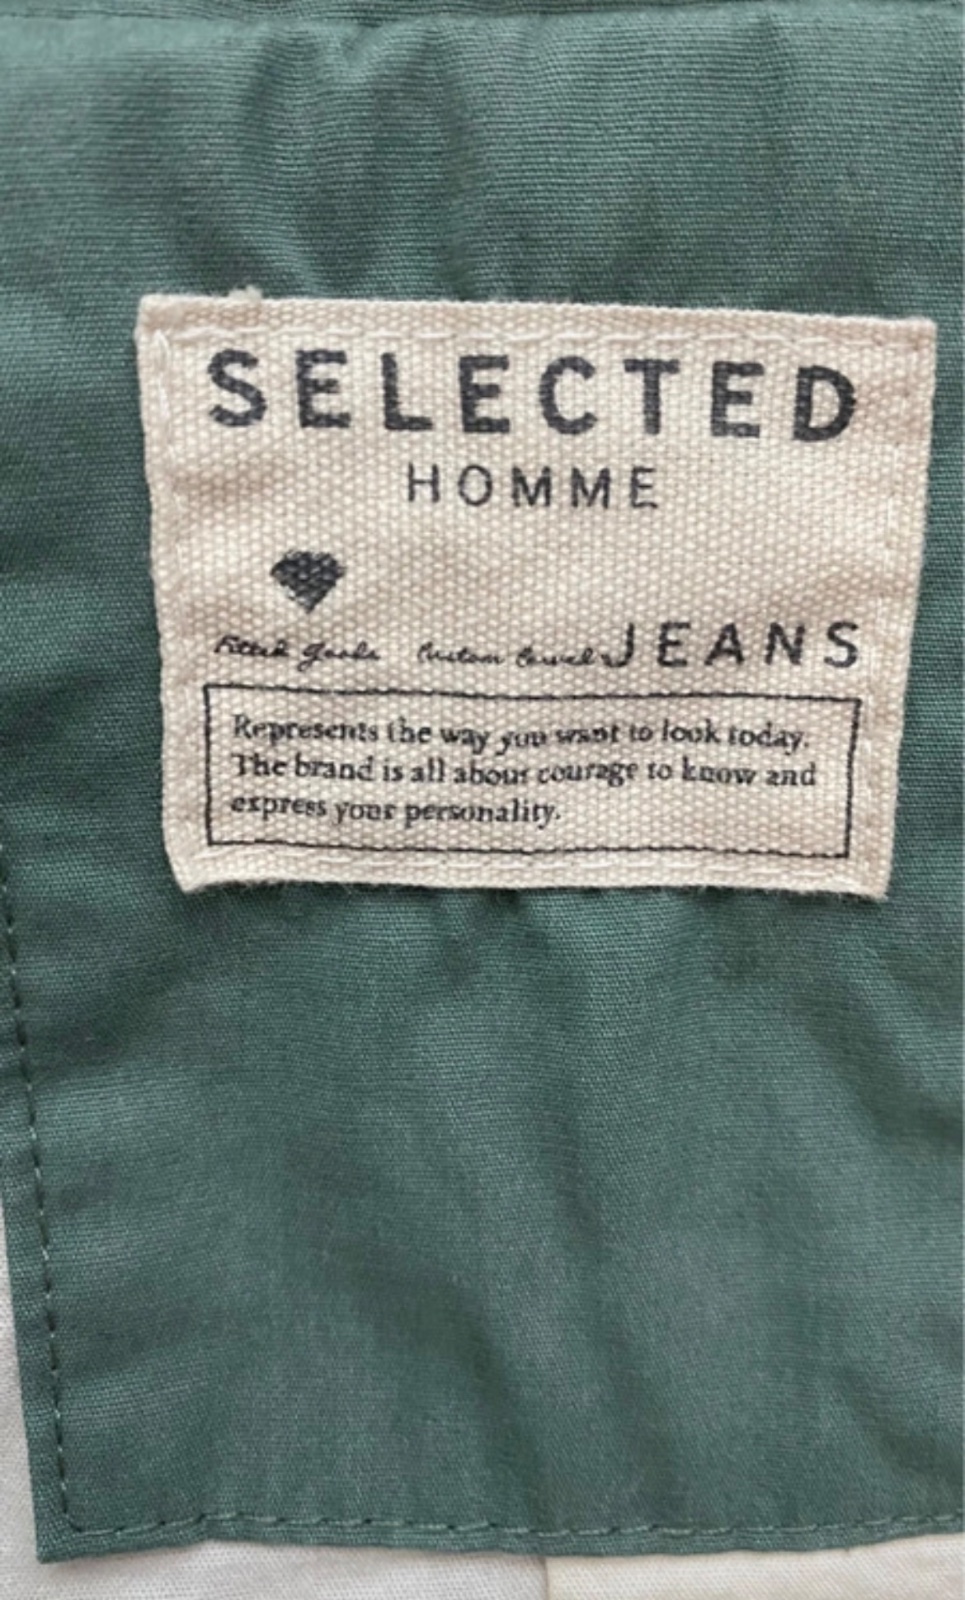 SELECTED
HOMME
JEANS
Represents the way you want to look today.
The brand is all about courage to know and
express your personality.